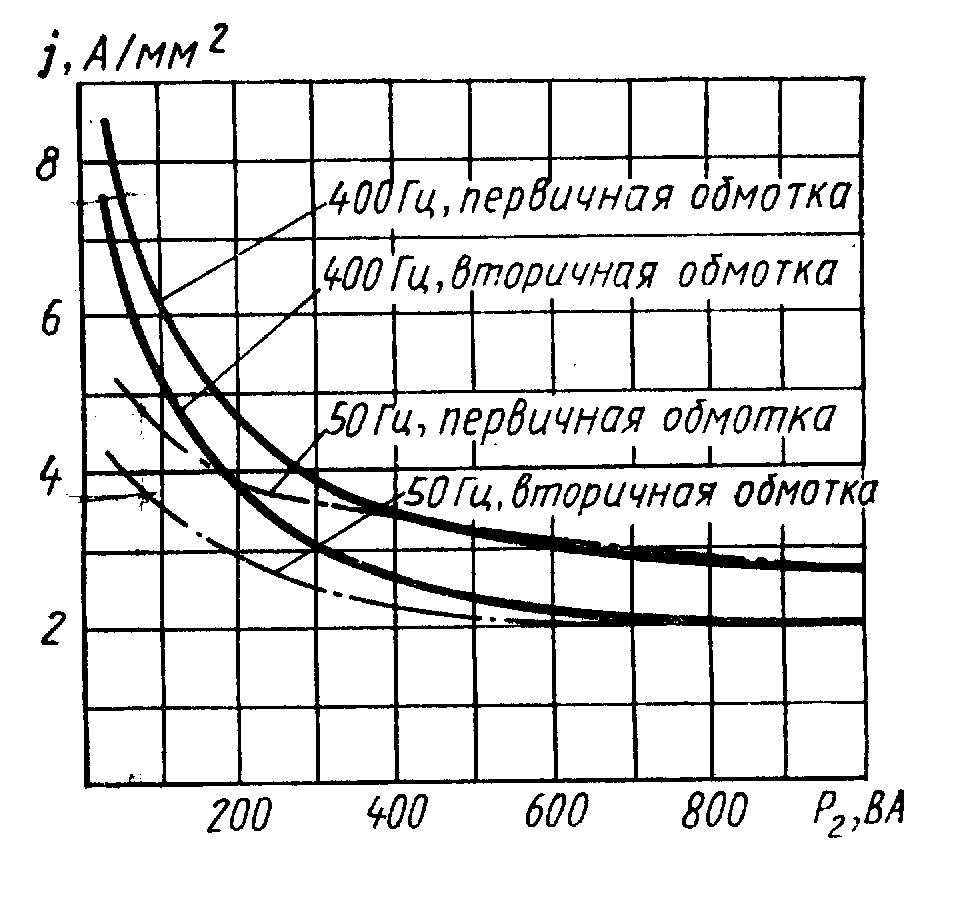 j, А/мм²
8
400 Гц, первичная обмотка
400 Гц, вторичная обмотка
6
50 Гц, первичная обмотка
4
50 Гц, вторичная обмотка
2
200 400 600 800 P₂, ВА